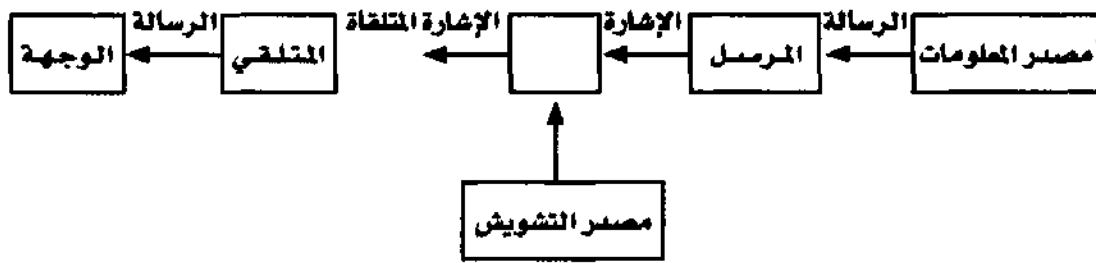 الرسالة
الإشارة
الإشارة المتلقاة
الرسالة
مصدر المعلومات
المرسل
المتلقي
الوجهة
مصدر التشويش